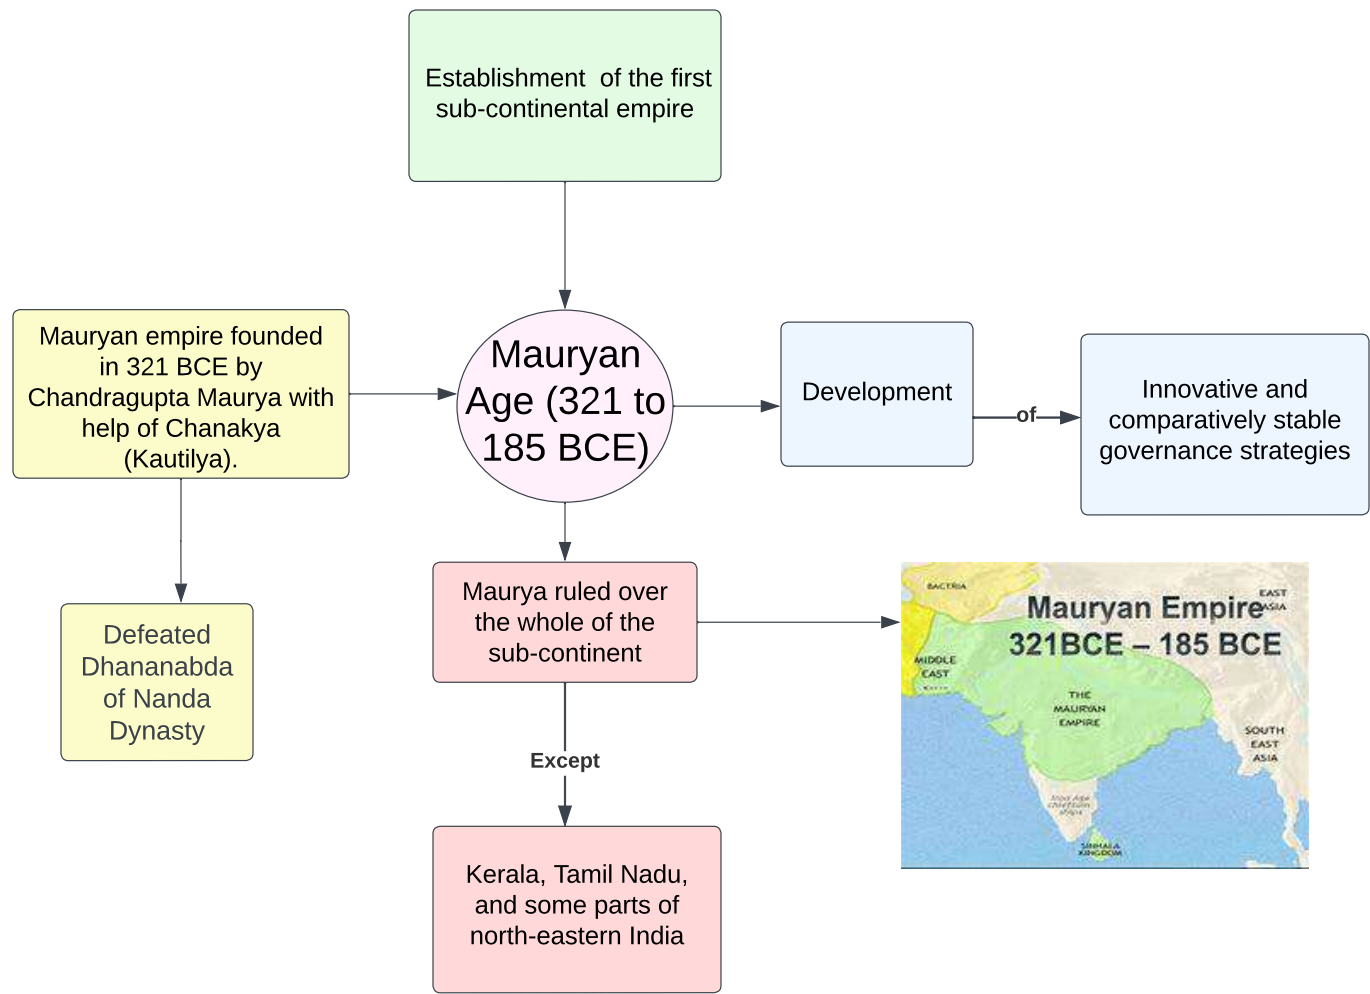 Establishment  of the first
sub-continental empire
Mauryan empire founded
in 321 BCE by
Chandragupta Maurya with
help of Chanakya
(Kautilya).
Mauryan
Age (321 to
185 BCE)
Development
of
Innovative and
comparatively stable
governance strategies
Defeated
Dhananabda
of Nanda
Dynasty
Maurya ruled over
the whole of the
sub-continent
Except
Kerala, Tamil Nadu,
and some parts of
north-eastern India
BACTRIA
EAST
ASIA
Mauryan Empire
321BCE – 185 BCE
MIDDLE
EAST
THE
MAURYAN
EMPIRE
SOUTH
EAST
ASIA
Iron Age
chiefdoms
SINHALA
KINGDOM